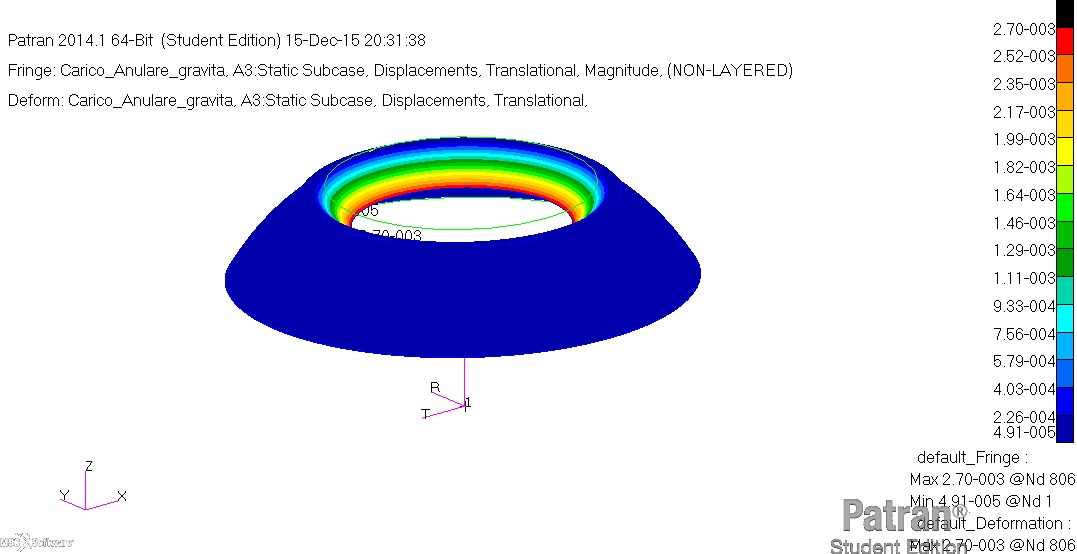 Patran 2014.1 64-Bit (Student Edition) 15-Dec-15 20:31:38
Fringe: Carico_Anulare_gravita, A3:Static Subcase, Displacements, Translational, Magnitude, (NON-LAYERED)
Deform: Carico_Anulare_gravita, A3:Static Subcase, Displacements, Translational,
2.70-003
2.52-003
2.35-003
2.17-003
1.99-003
1.82-003
1.64-003
1.46-003
1.29-003
1.11-003
9.33-004
7.56-004
5.79-004
4.03-004
2.26-004
4.91-005
05
2.70-003
R
T
1
Z
Y
X
default_Fringe :
Max 2.70-003 @Nd 806
Min 4.91-005 @Nd 1
default_Deformation :
Max 2.70-003 @Nd 806
Patran®
Student Edition
MSC Software